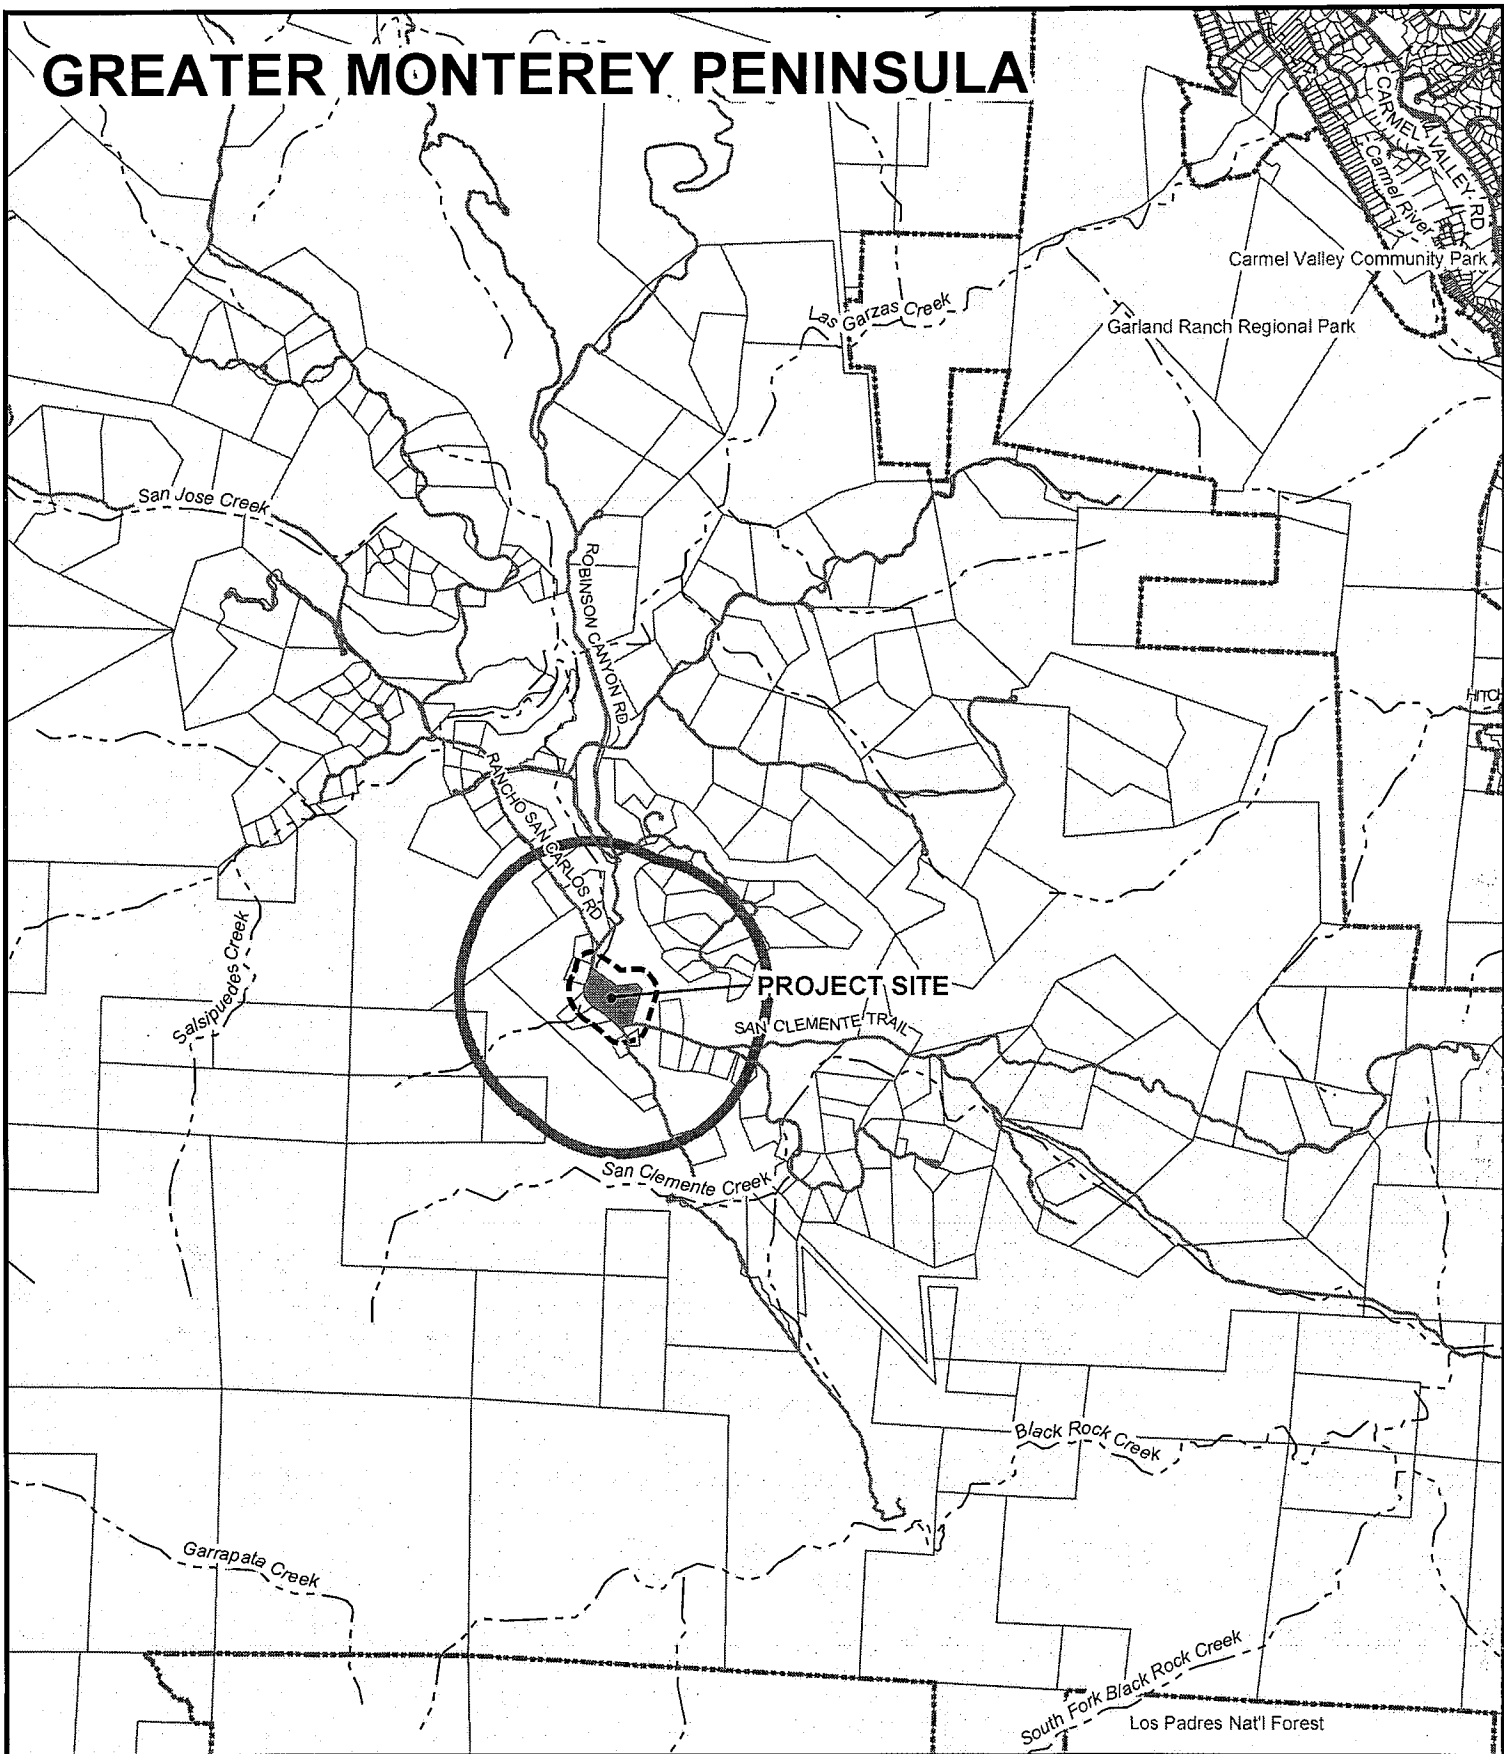 GREATER MONTEREY PENINSULA
CARMEL VALLEY RD
Carmel River
Carmel Valley Community Park
Las Garzas Creek
Garland Ranch Regional Park
San Jose Creek
ROBINSON CANYON RD
RANCHO SAN CARLOS RD
Salsipuedes Creek
PROJECT SITE
SAN CLEMENTE TRAIL
San Clemente Creek
Black Rock Creek
Garrapata Creek
South Fork Black Rock Creek
Los Padres Nat'l Forest